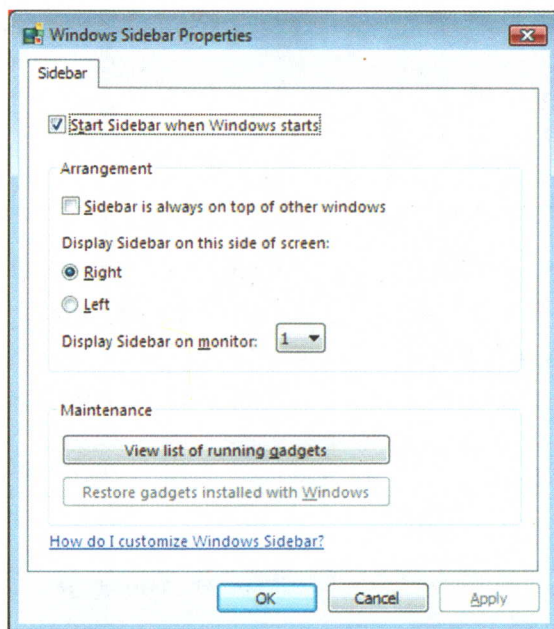 Windows Sidebar Properties
Sidebar
Start Sidebar when Windows starts
Arrangement
Sidebar is always on top of other windows
Display Sidebar on this side of screen:
Right
Left
Display Sidebar on monitor: 1
Maintenance
View list of running gadgets
Restore gadgets installed with Windows
How do I customize Windows Sidebar?
OK Cancel Apply